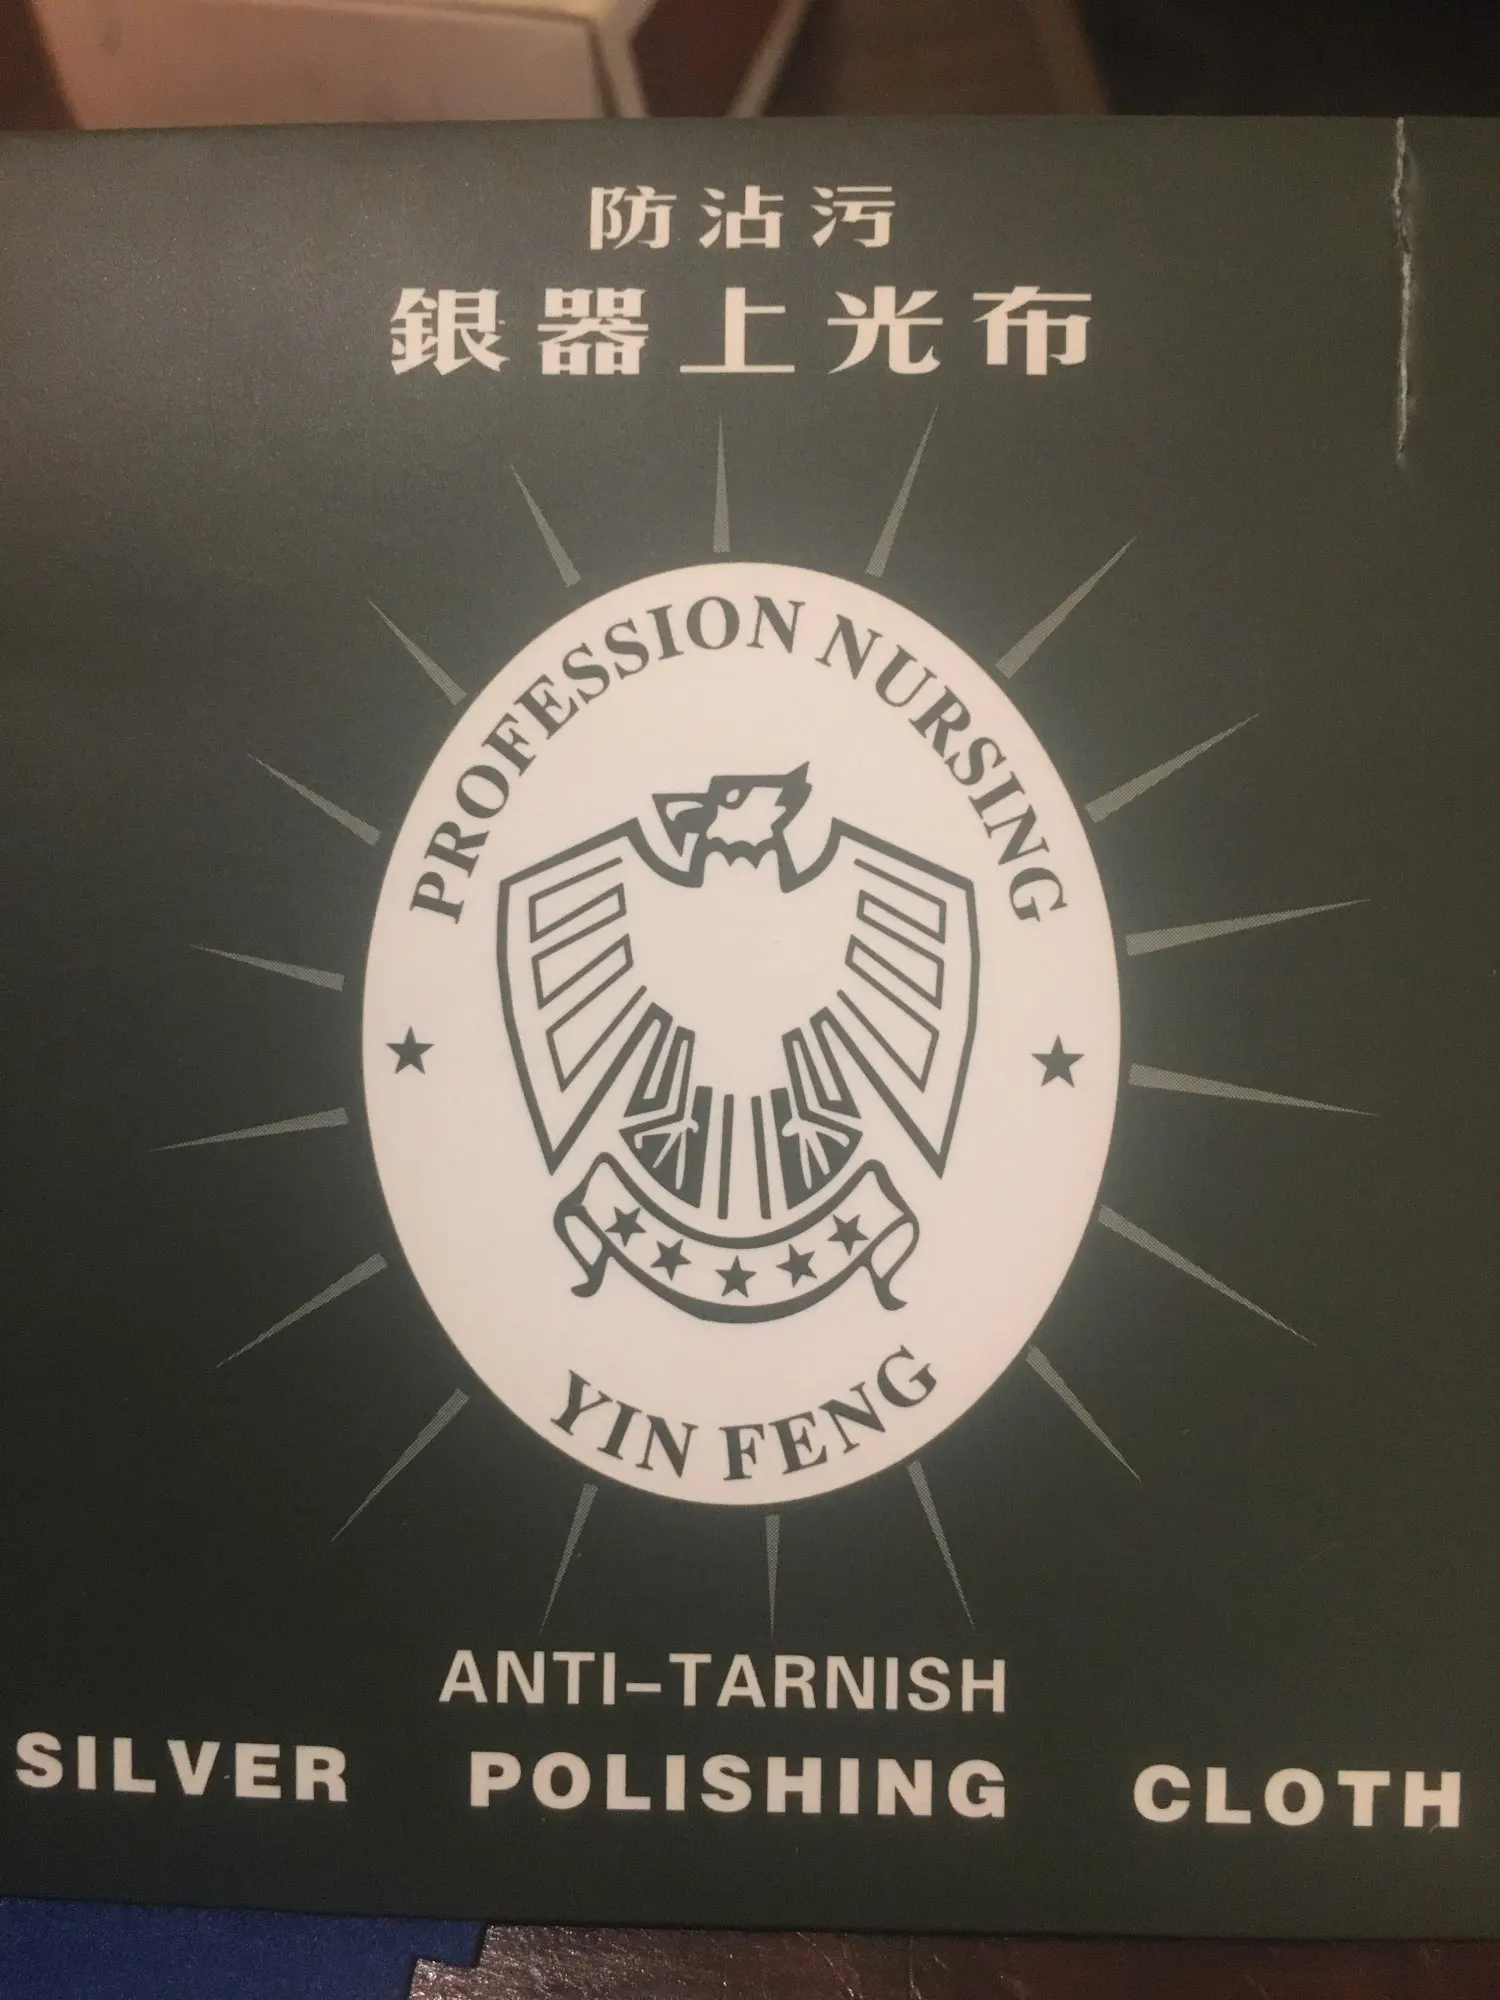 防沾污
銀器上光布
PROFESSION NURSING
YIN FENG
ANTI-TARNISH
SILVER POLISHING CLOTH